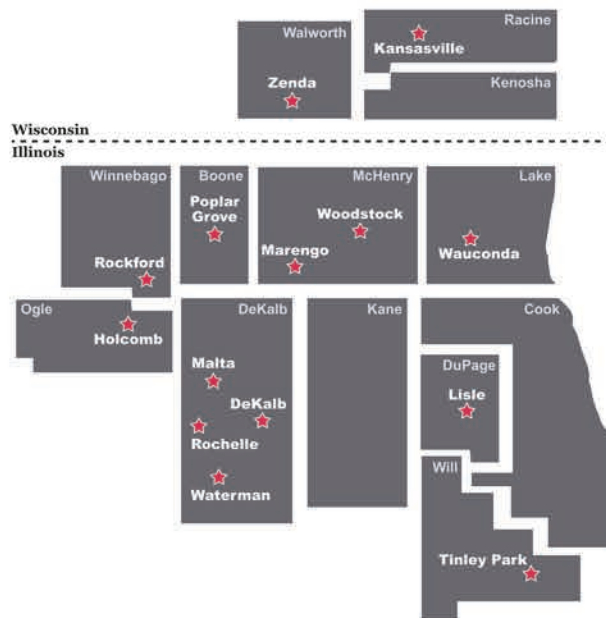 Racine
Walworth
Kansasville
Zenda
Kenosha
Wisconsin
Illinois
Winnebago
Boone
McHenry
Lake
Poplar
Grove
Woodstock
Marengo
Wauconda
Rockford
Ogle
DeKalb
Kane
Cook
Holcomb
Malta
DuPage
DeKalb
Lisle
Rochelle
Will
Waterman
Tinley Park